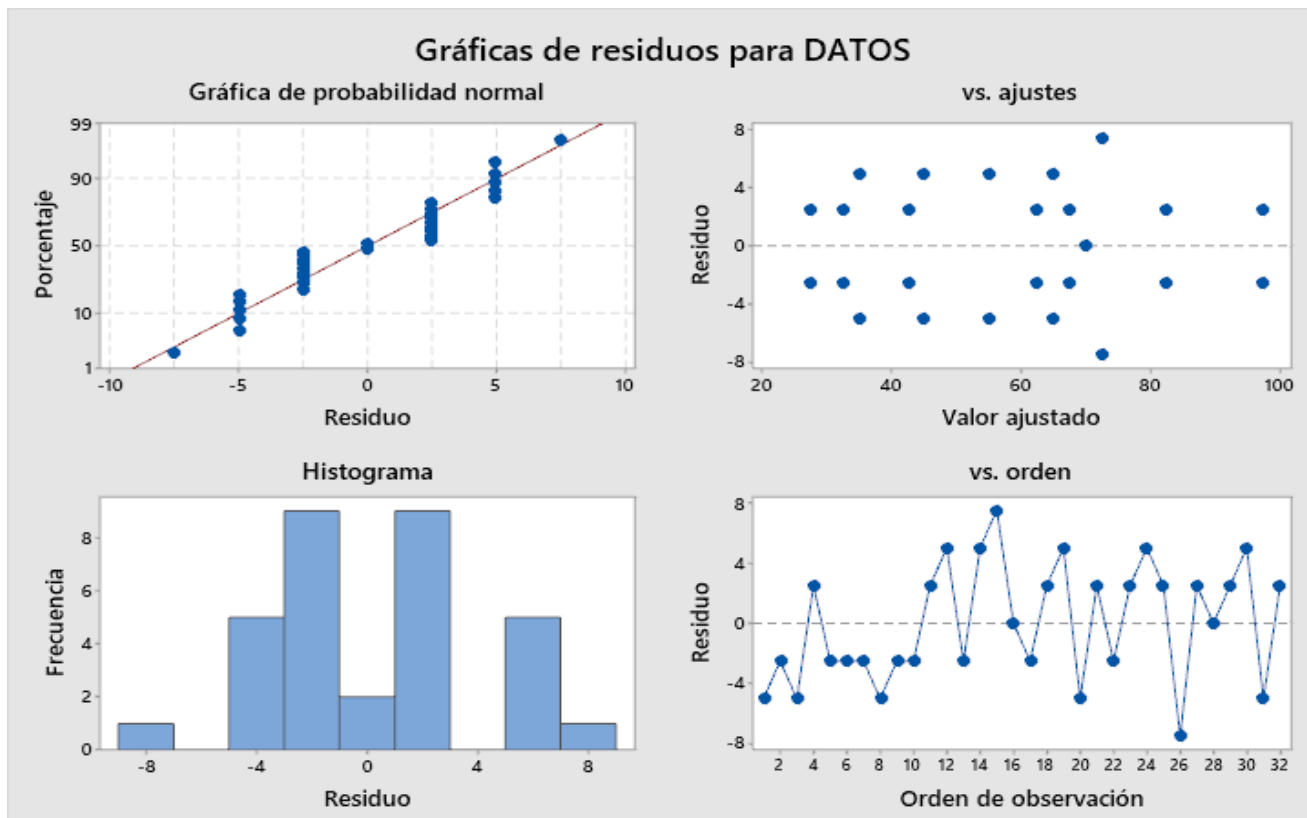 Gráficas de residuos para DATOS
Gráfica de probabilidad normal
99
90
50
10
1
Porcentaje
-10 -5 0 5 10
Residuo
vs. ajustes
8
4
0
-4
-8
Residuo
20 40 60 80 100
Valor ajustado
Histograma
8
6
4
2
0
Frecuencia
-8 -4 0 4 8
Residuo
vs. orden
8
4
0
-4
-8
Residuo
2 4 6 8 10 12 14 16 18 20 22 24 26 28 30 32
Orden de observación